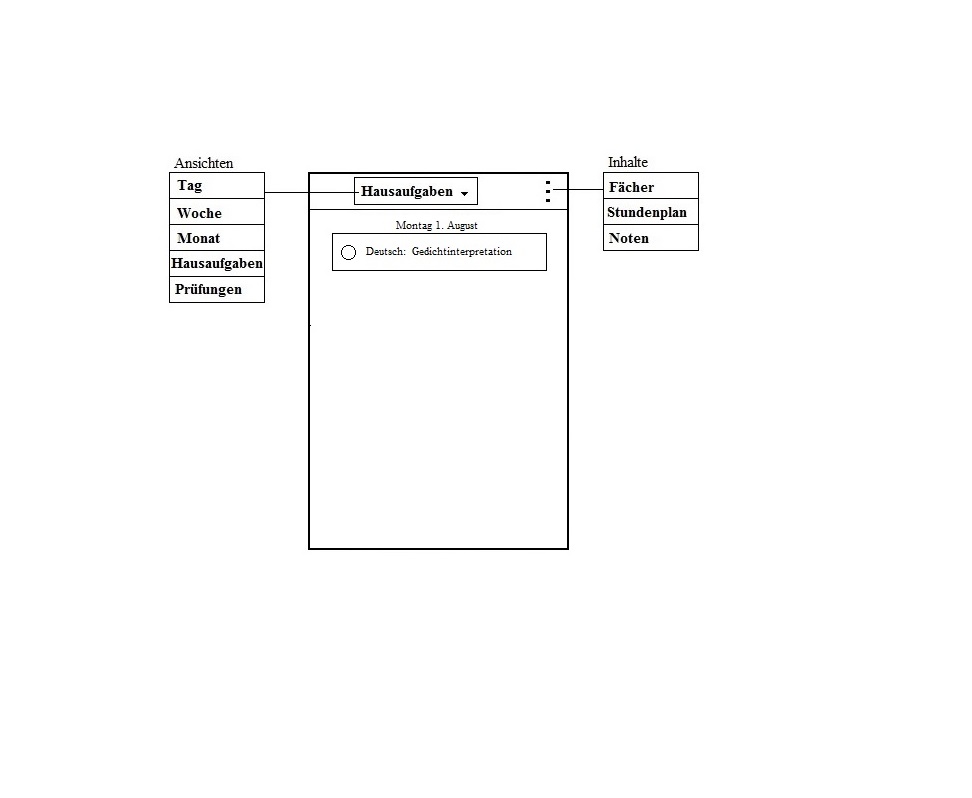 Ansichten
Tag
Woche
Monat
Hausaufgaben
Prüfungen
Hausaufgaben
Montag 1. August
Deutsch: Gedichtinterpretation
Inhalte
Fächer
Stundenplan
Noten